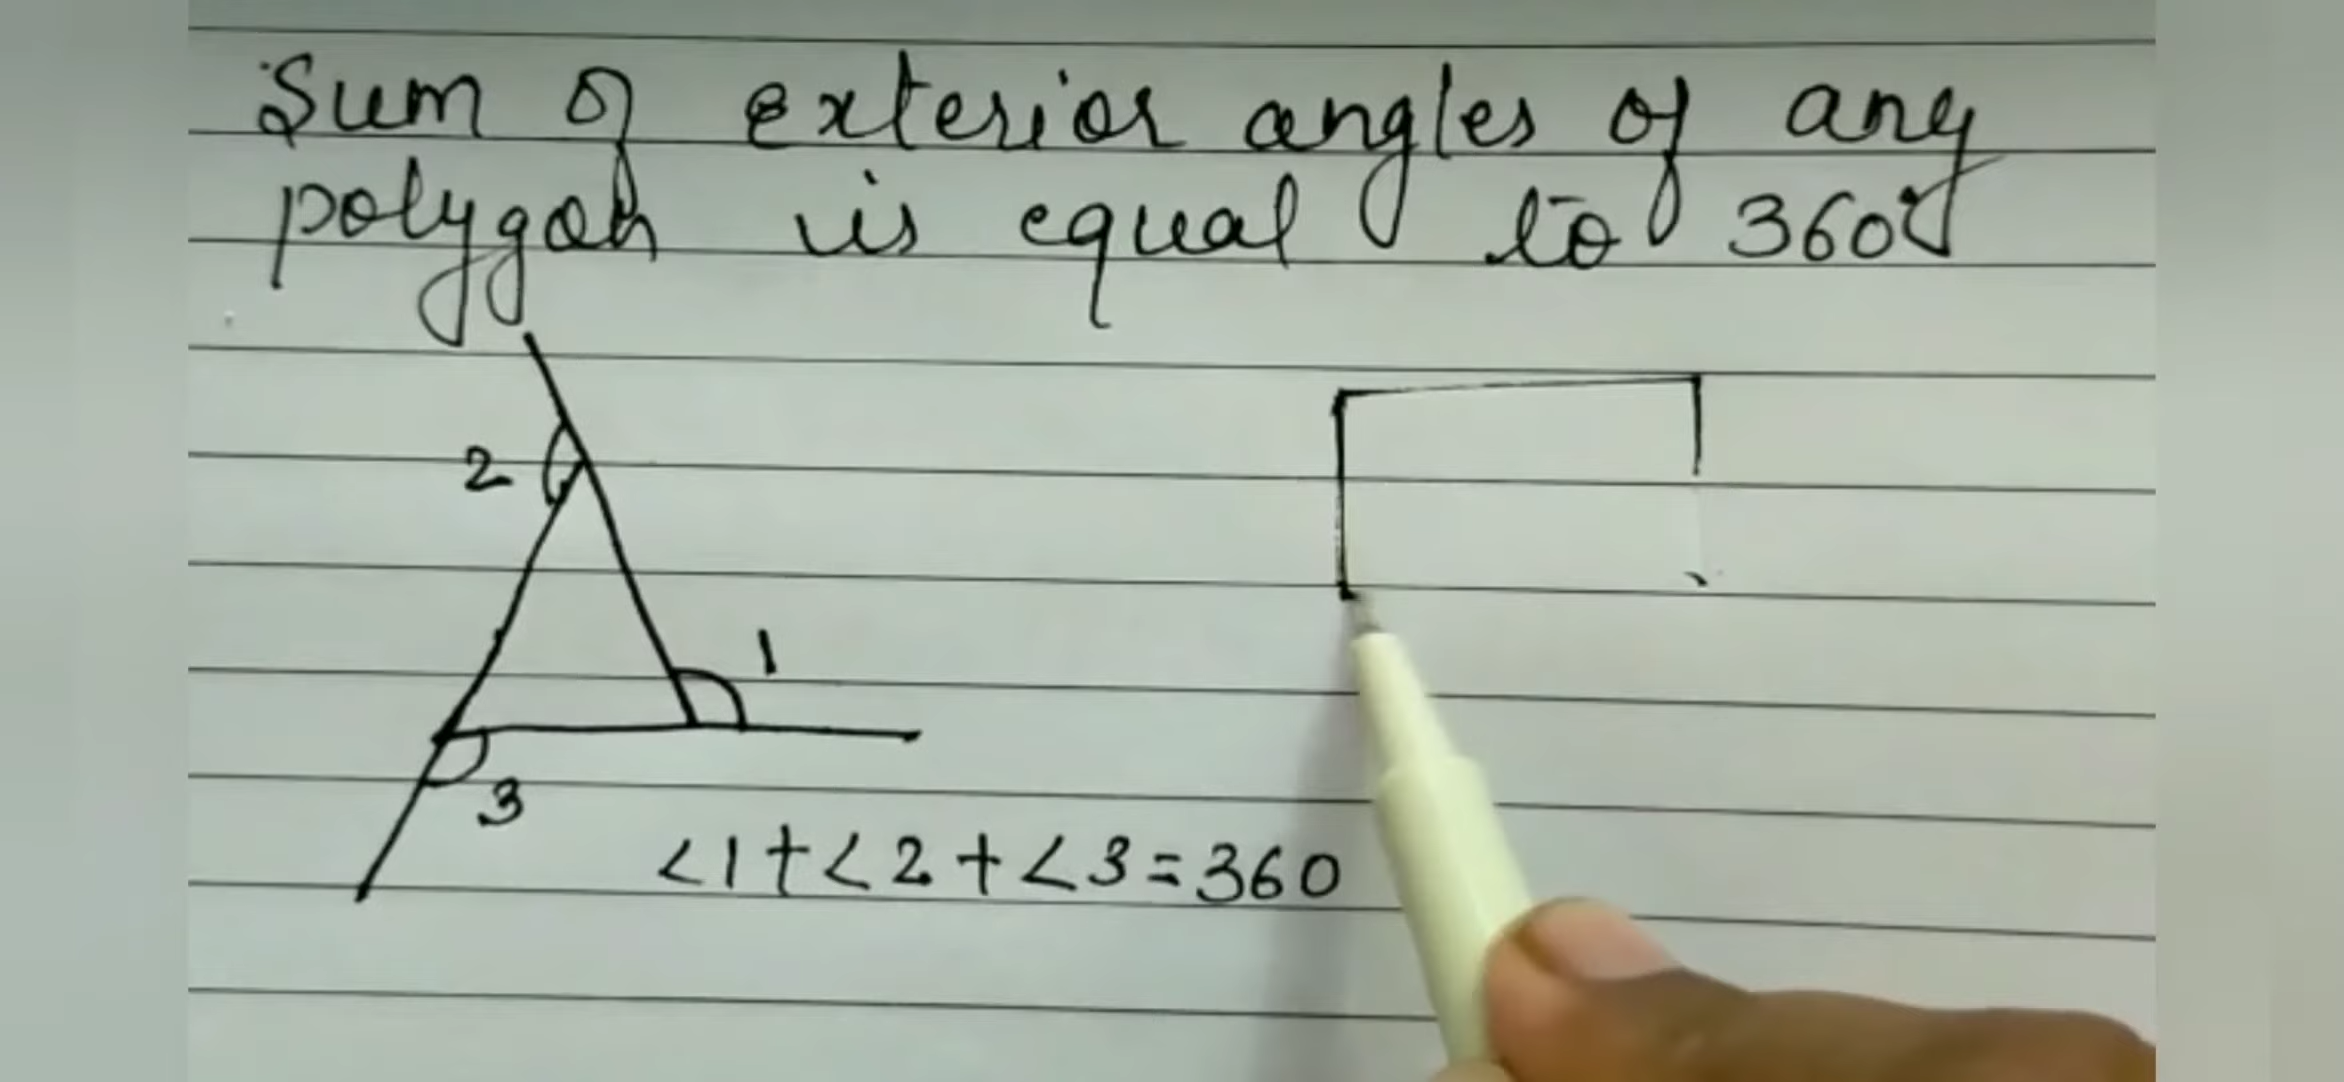 Sum of exterior angles of any
polygon is equal to 360°
2
1
3
∠1+∠2+∠3=360